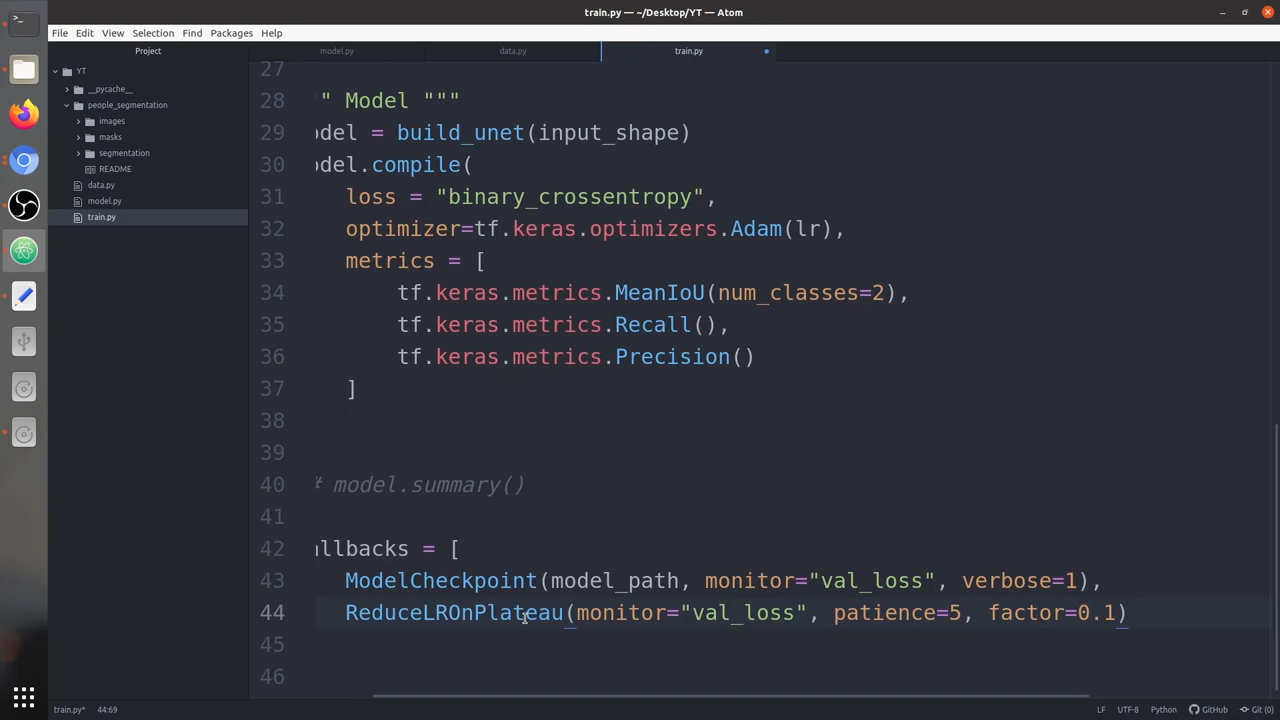 train.py — ~/Desktop/YT — Atom
File Edit View Selection Find Packages Help
Project
model.py
data.py
train.py
YT
__pycache__
people_segmentation
images
masks
segmentation
README
data.py
model.py
train.py
27
28 " Model """
29 odel = build_unet(input_shape)
30 odel.compile(
31 loss = "binary_crossentropy",
32 optimizer=tf.keras.optimizers.Adam(lr),
33 metrics = [
34 tf.keras.metrics.MeanIoU(num_classes=2),
35 tf.keras.metrics.Recall(),
36 tf.keras.metrics.Precision()
37 ]
38
39
40 # model.summary()
41
42 allbacks = [
43 ModelCheckpoint(model_path, monitor="val_loss", verbose=1),
44 ReduceLROnPlateau(monitor="val_loss", patience=5, factor=0.1)
45
46
train.py* 44:69 LF UTF-8 Python GitHub Git (0)